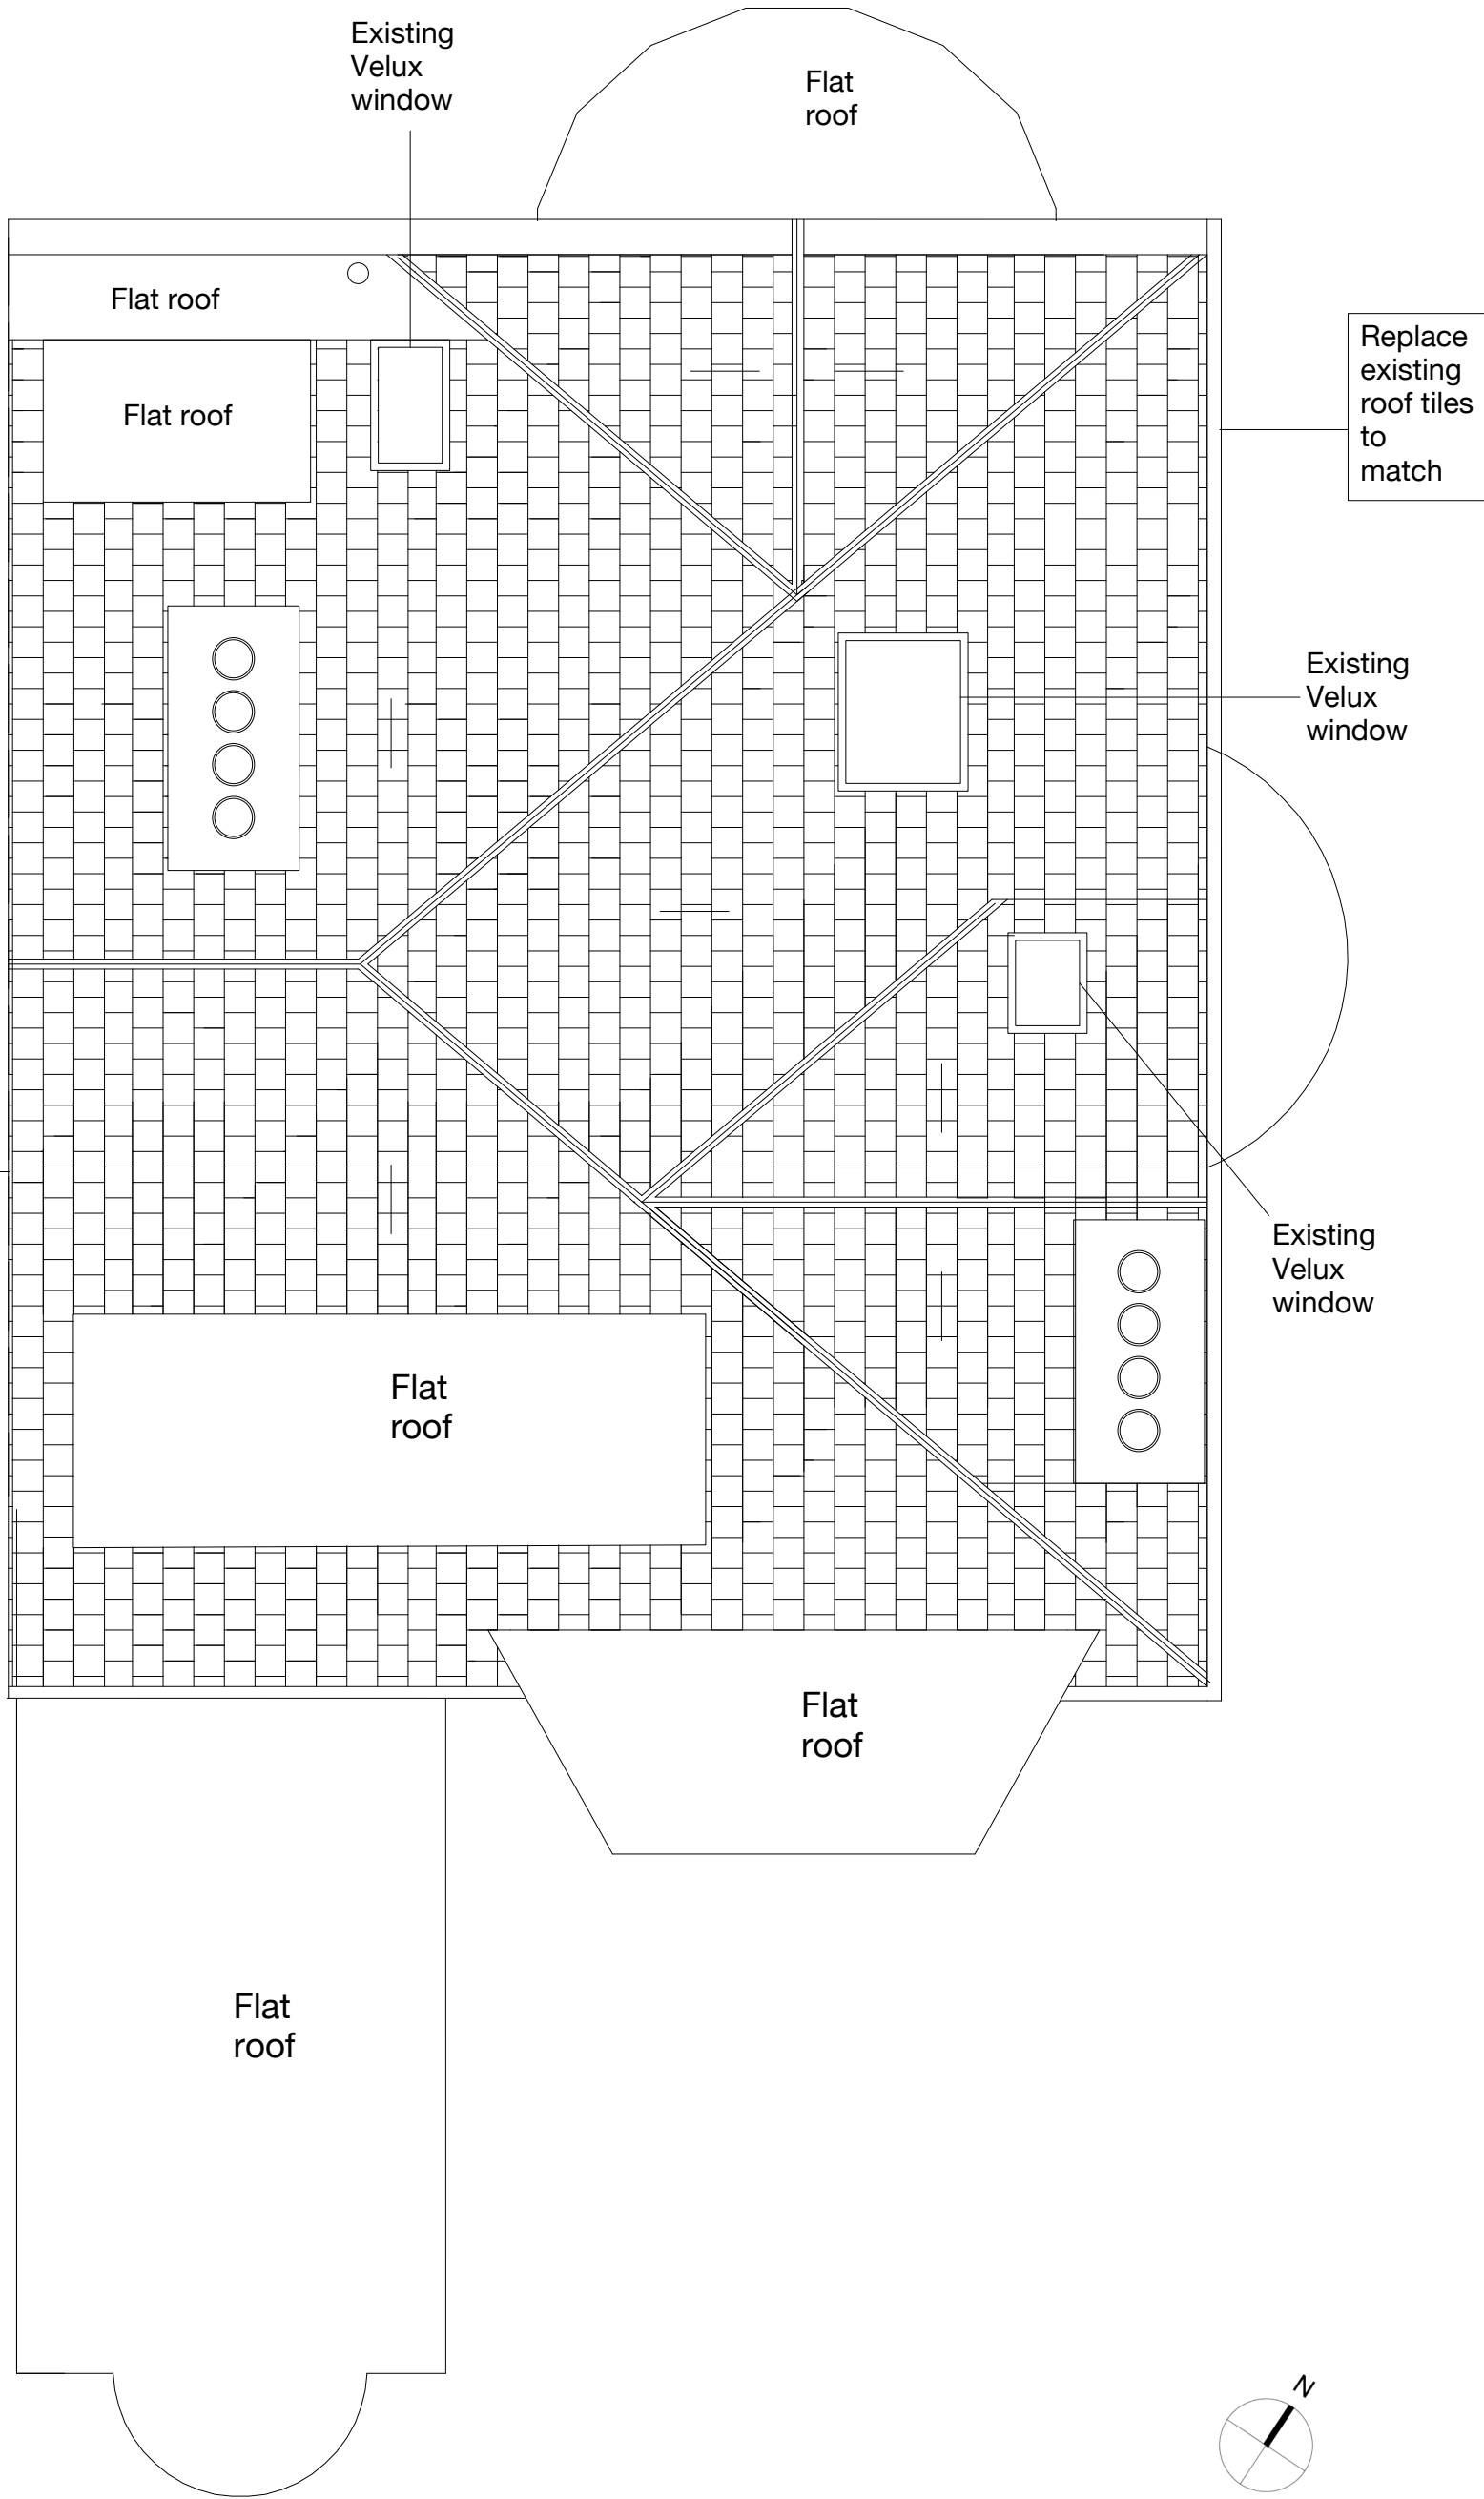 Existing
Velux
window
Flat
roof
Flat roof
Flat roof
Replace
existing
roof tiles
to
match
Existing
Velux
window
Existing
Velux
window
Flat
roof
Flat
roof
Flat
roof
N